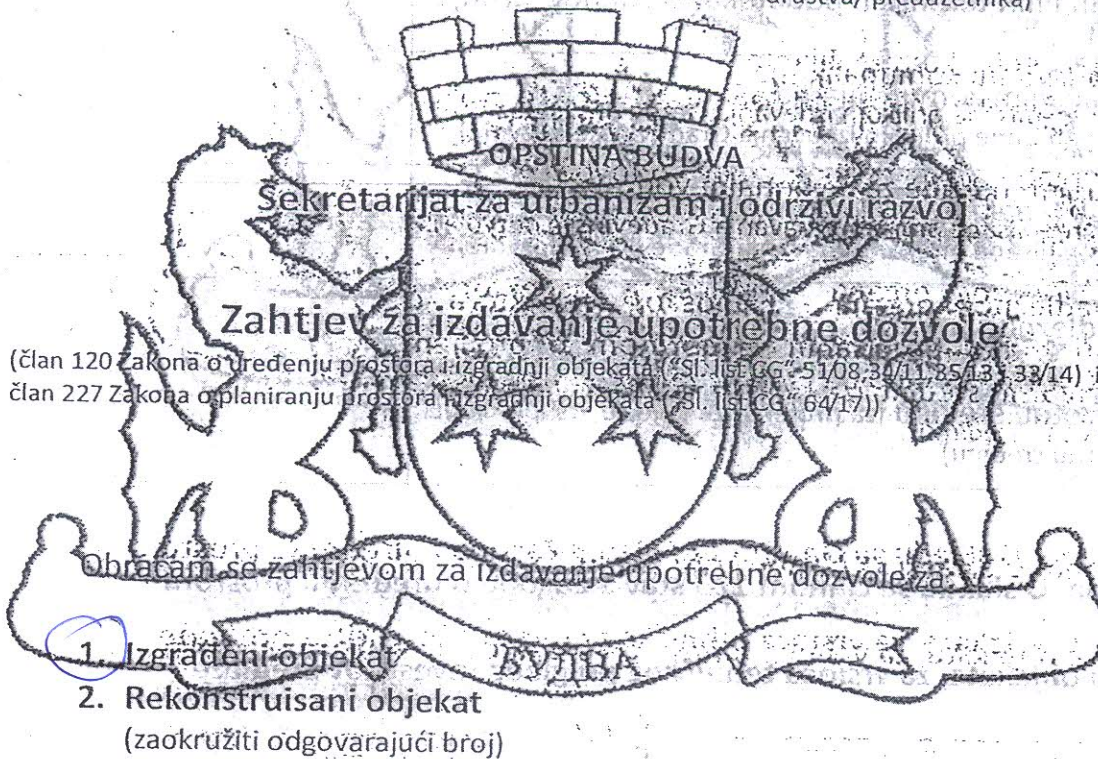 društva/ preduzetnika)
OPŠTINA BUDVA
Sekretarijat za urbanizam i održivi razvoj
Zahtjev za izdavanje upotrebne dozvole
(član 120 Zakona o uređenju prostora i izgradnji objekata ("Sl. list CG" 51/08, 34/11, 35/13 i 33/14) i
član 227 Zakona o planiranju prostora i izgradnji objekata ("Sl. list CG" 64/17))
Obraćam se zahtjevom za izdavanje upotrebne dozvole za:
1. Izgrađeni objekat
БУДВА
2. Rekonstruisani objekat
(zaokružiti odgovarajući broj)